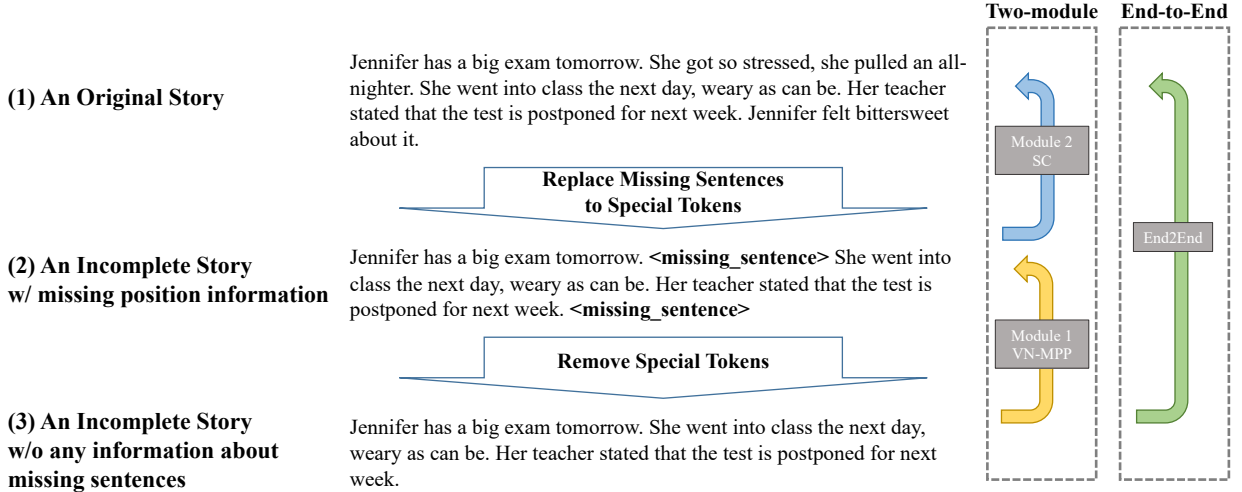 Two-module
End-to-End
(1) An Original Story
Jennifer has a big exam tomorrow. She got so stressed, she pulled an all-
nighter. She went into class the next day, weary as can be. Her teacher
stated that the test is postponed for next week. Jennifer felt bittersweet
about it.
Module 2
SC
Replace Missing Sentences
to Special Tokens
End2End
(2) An Incomplete Story
w/ missing position information
Jennifer has a big exam tomorrow. <missing_sentence> She went into
class the next day, weary as can be. Her teacher stated that the test is
postponed for next week. <missing_sentence>
Module 1
VN-MPP
Remove Special Tokens
(3) An Incomplete Story
w/o any information about
missing sentences
Jennifer has a big exam tomorrow. She went into class the next day,
weary as can be. Her teacher stated that the test is postponed for next
week.